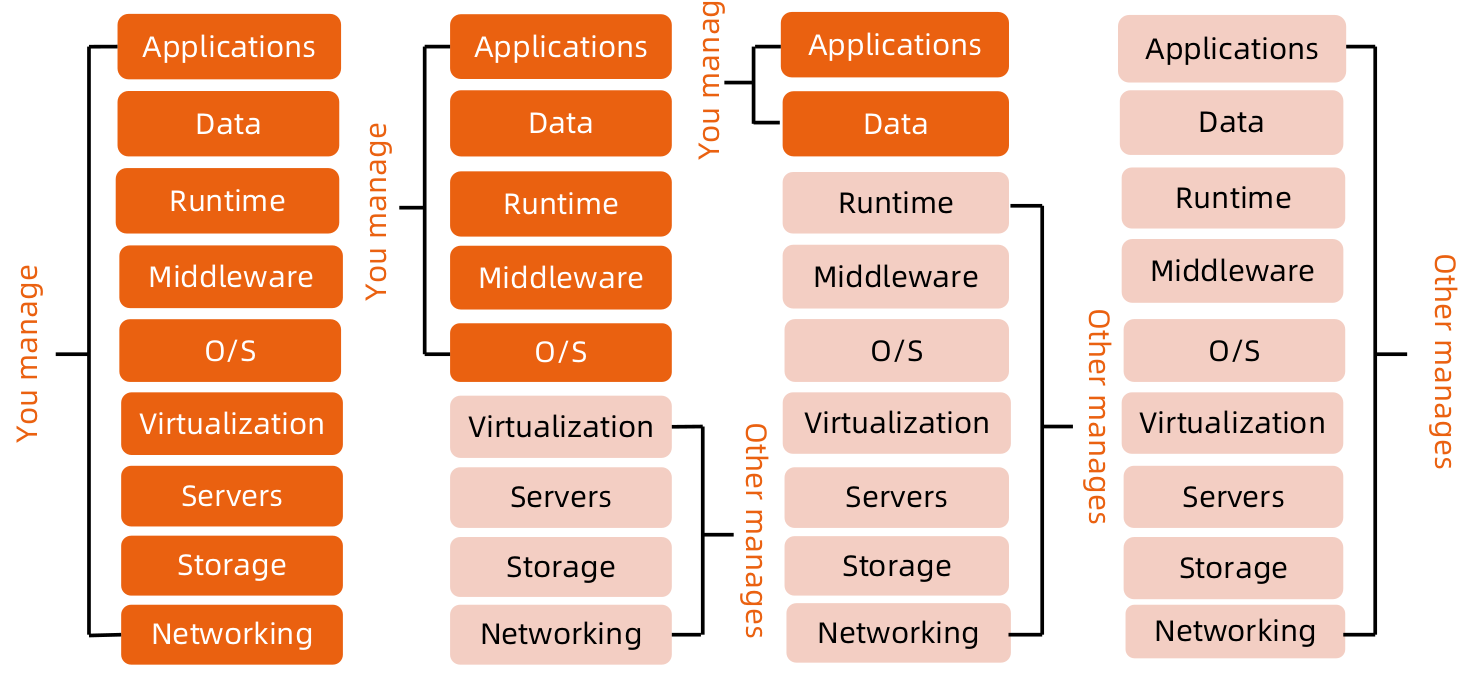 You manage
Applications
Data
Runtime
Middleware
O/S
Virtualization
Servers
Storage
Networking
You manage
Applications
Data
Runtime
Middleware
O/S
Virtualization
Servers
Storage
Networking
Other manages
You manag
Applications
Data
Runtime
Middleware
O/S
Virtualization
Servers
Storage
Networking
Other manages
Applications
Data
Runtime
Middleware
O/S
Virtualization
Servers
Storage
Networking
Other manages